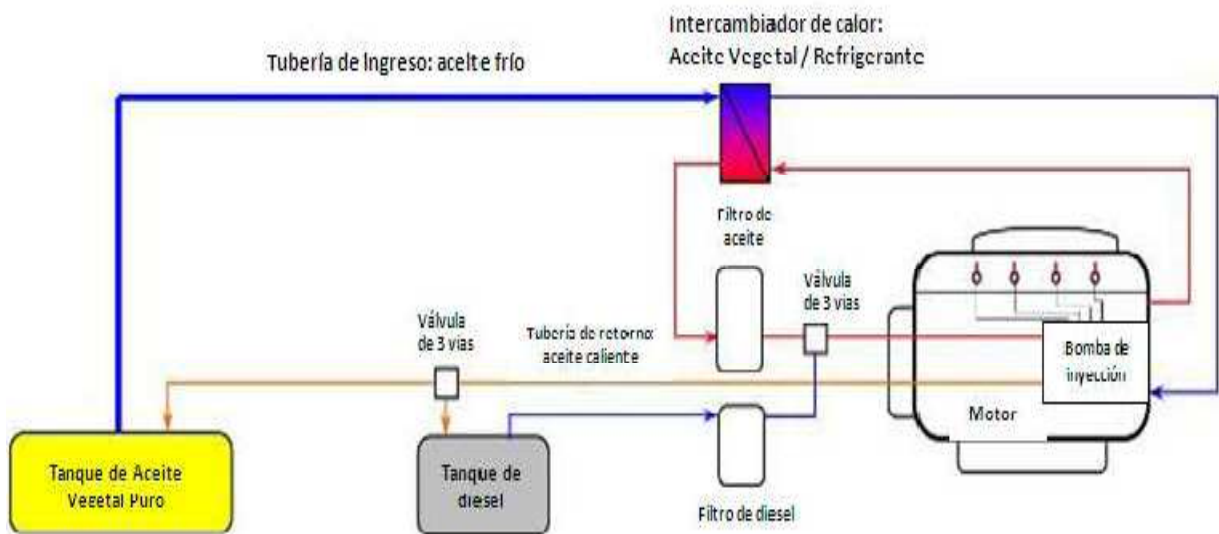 Intercambiador de calor:
Aceite Vegetal / Refrigerante
Tubería de Ingreso: aceite frío
Filtro de
aceite
Válvula
de 3 vias
Válvula
de 3 vias
Tubería de retorno:
aceite caliente
Bomba de
inyección
Motor
Tanque de Aceite
Vegetal Puro
Tanque de
diesel
Filtro de diesel